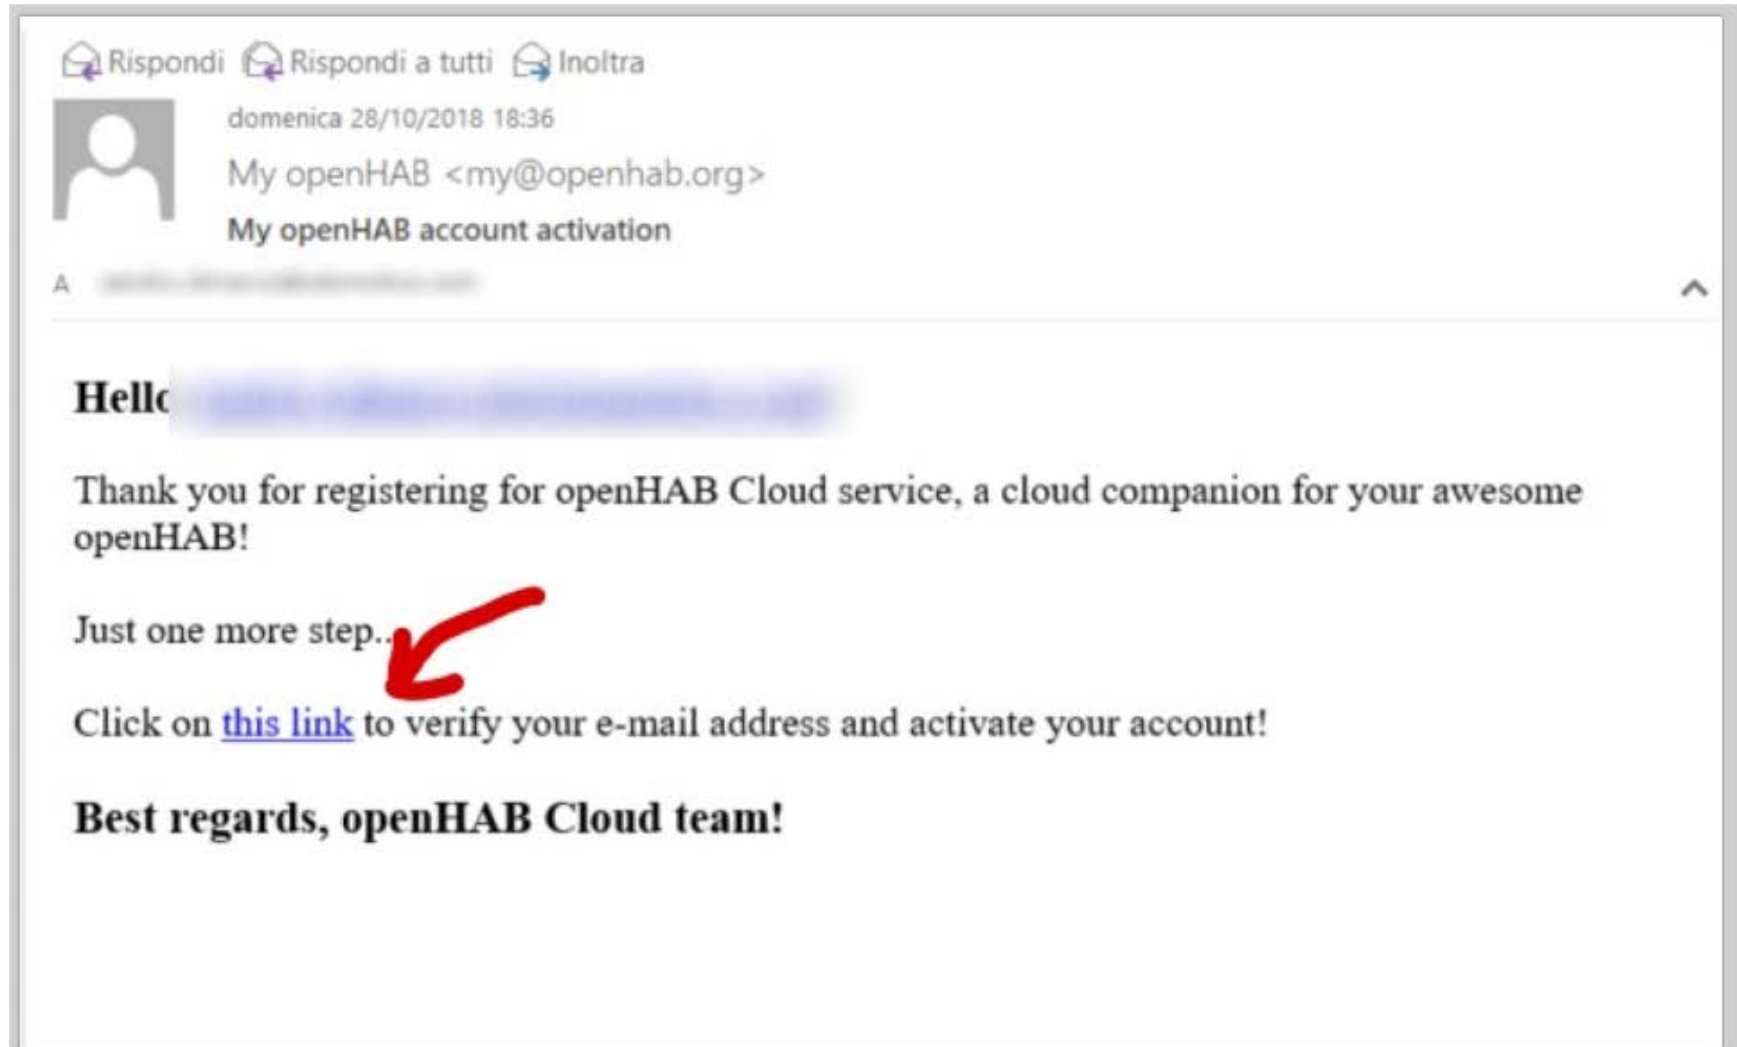 Rispondi Rispondi a tutti Inoltra
domenica 28/10/2018 18:36
My openHAB <my@openhab.org>
My openHAB account activation
A
Hello
Thank you for registering for openHAB Cloud service, a cloud companion for your awesome
openHAB!
Just one more step..
Click on this link to verify your e-mail address and activate your account!
Best regards, openHAB Cloud team!